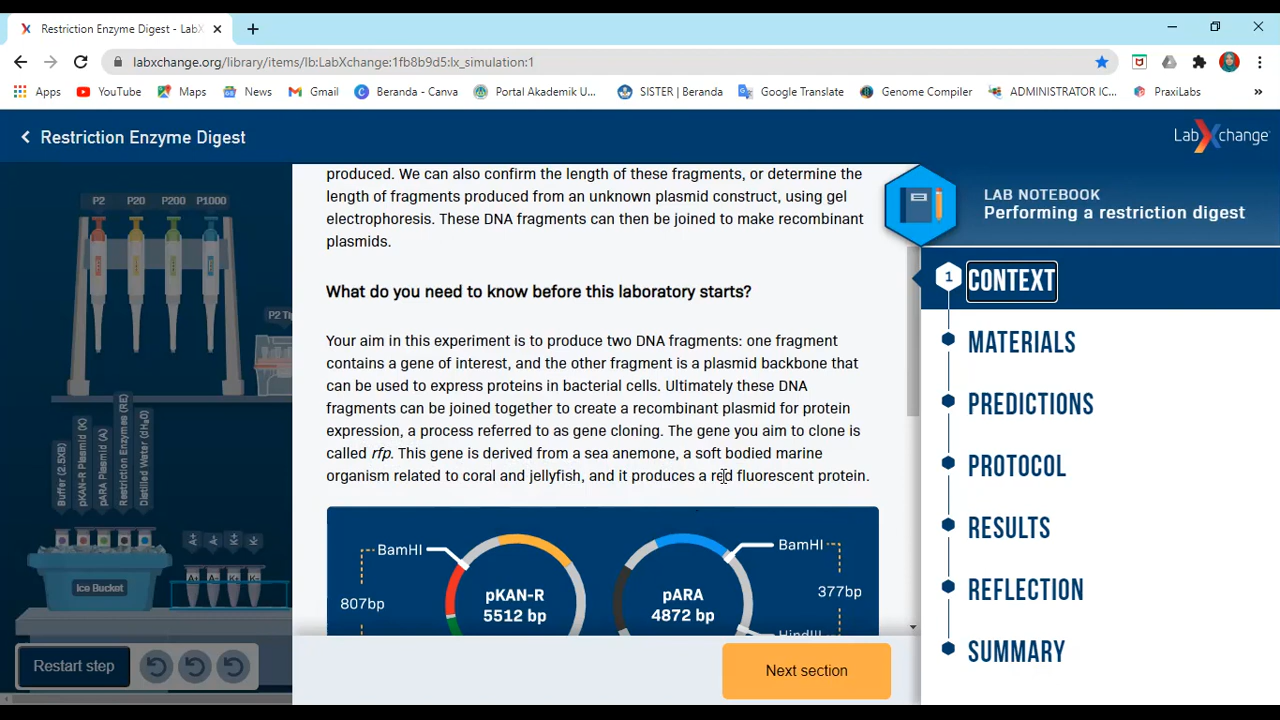 Restriction Enzyme Digest - LabX
labxchange.org/library/items/lb:LabXchange:1fb8b9d5:lx_simulation:1
Apps YouTube Maps News Gmail Beranda - Canva Portal Akademik U... SISTER | Beranda Google Translate Genome Compiler ADMINISTRATOR IC... PraxiLabs
Restriction Enzyme Digest
LabXchange
P2 P20 P200 P1000
P2 Ti
Buffer (2.5XB)
pKAN-R Plasmid (K)
pARA Plasmid (A)
Restriction Enzymes (RE)
Distilled Water (dH₂O)
A+ A- K+ K-
A+ A- K+ K-
Ice Bucket
Restart step
produced. We can also confirm the length of these fragments, or determine the
length of fragments produced from an unknown plasmid construct, using gel
electrophoresis. These DNA fragments can then be joined to make recombinant
plasmids.
What do you need to know before this laboratory starts?
Your aim in this experiment is to produce two DNA fragments: one fragment
contains a gene of interest, and the other fragment is a plasmid backbone that
can be used to express proteins in bacterial cells. Ultimately these DNA
fragments can be joined together to create a recombinant plasmid for protein
expression, a process referred to as gene cloning. The gene you aim to clone is
called rfp. This gene is derived from a sea anemone, a soft bodied marine
organism related to coral and jellyfish, and it produces a red fluorescent protein.
BamHI
807bp
pKAN-R
5512 bp
pARA
4872 bp
BamHI
377bp
HindIII
Next section
LAB NOTEBOOK
Performing a restriction digest
1 CONTEXT
MATERIALS
PREDICTIONS
PROTOCOL
RESULTS
REFLECTION
SUMMARY